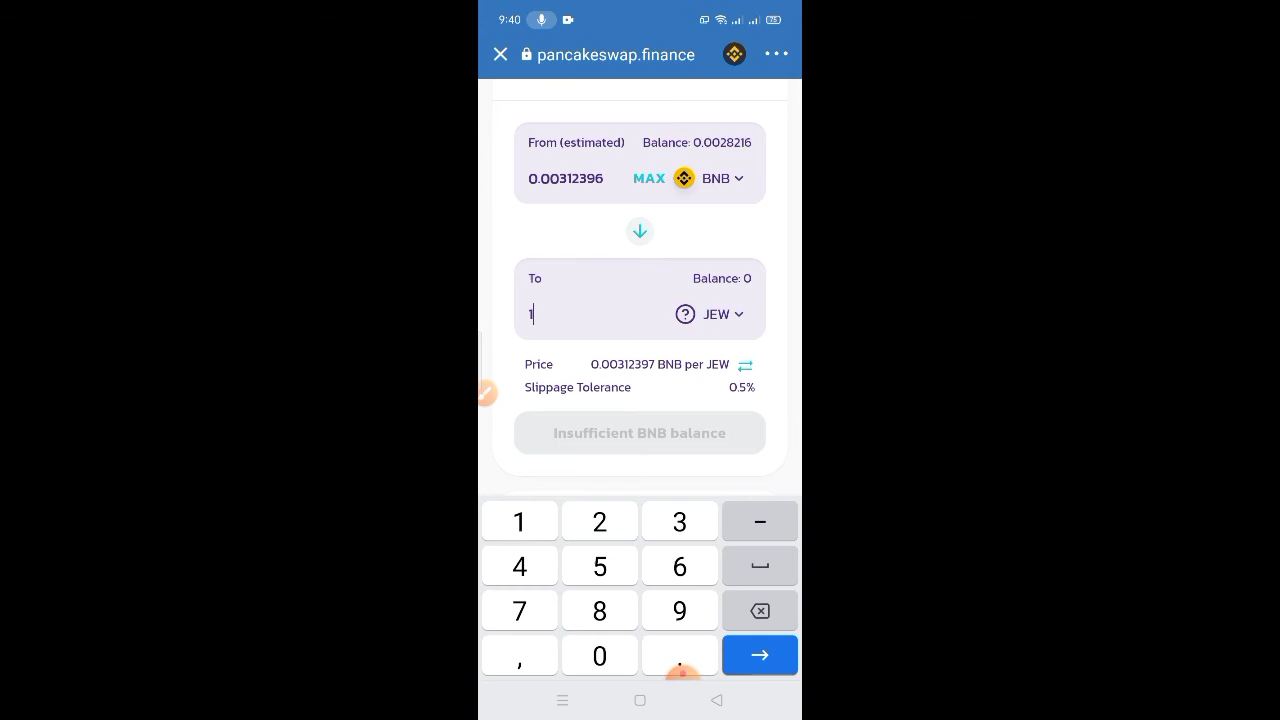 9:40 75
pancakeswap.finance
From (estimated) Balance: 0.0028216
0.00312396 MAX BNB
To Balance: 0
1 ? JEW
Price 0.00312397 BNB per JEW
Slippage Tolerance 0.5%
Insufficient BNB balance
1 2 3 -
4 5 6
7 8 9
, 0 .